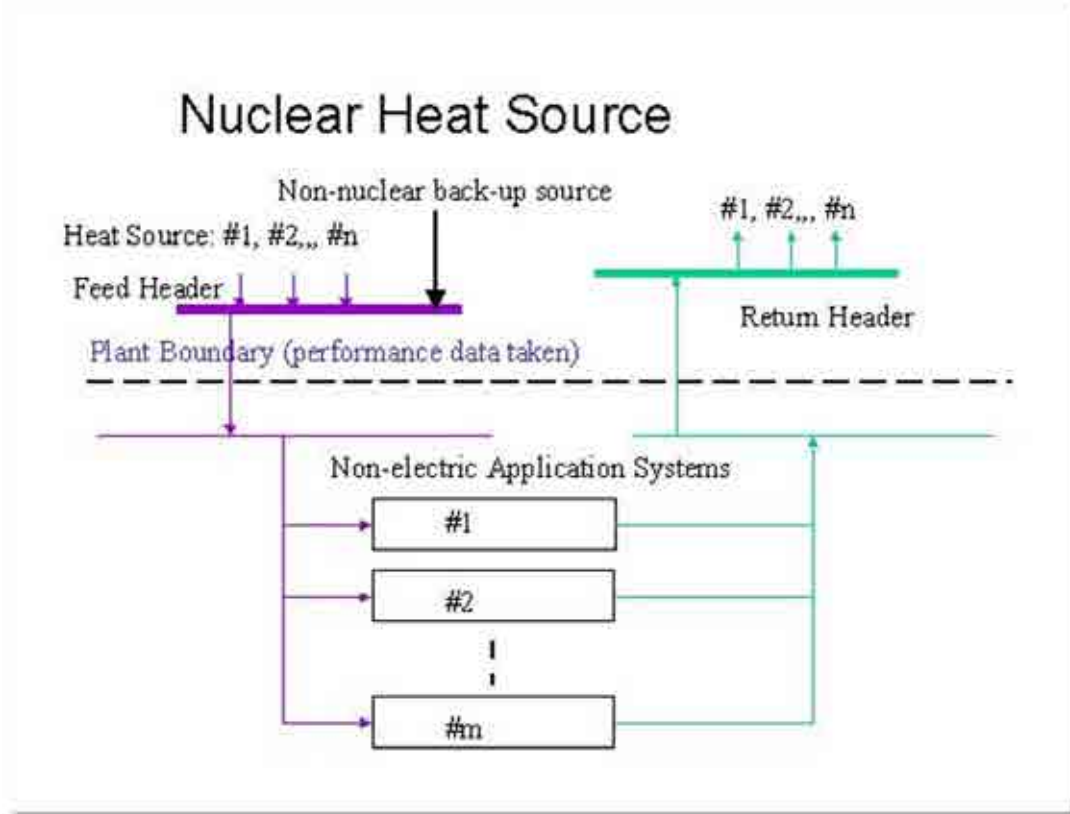 Nuclear Heat Source
Non-nuclear back-up source
Heat Source: #1, #2,,, #n
#1, #2,,, #n
Feed Header
Return Header
Plant Boundary (performance data taken)
Non-electric Application Systems
#1
#2
#m